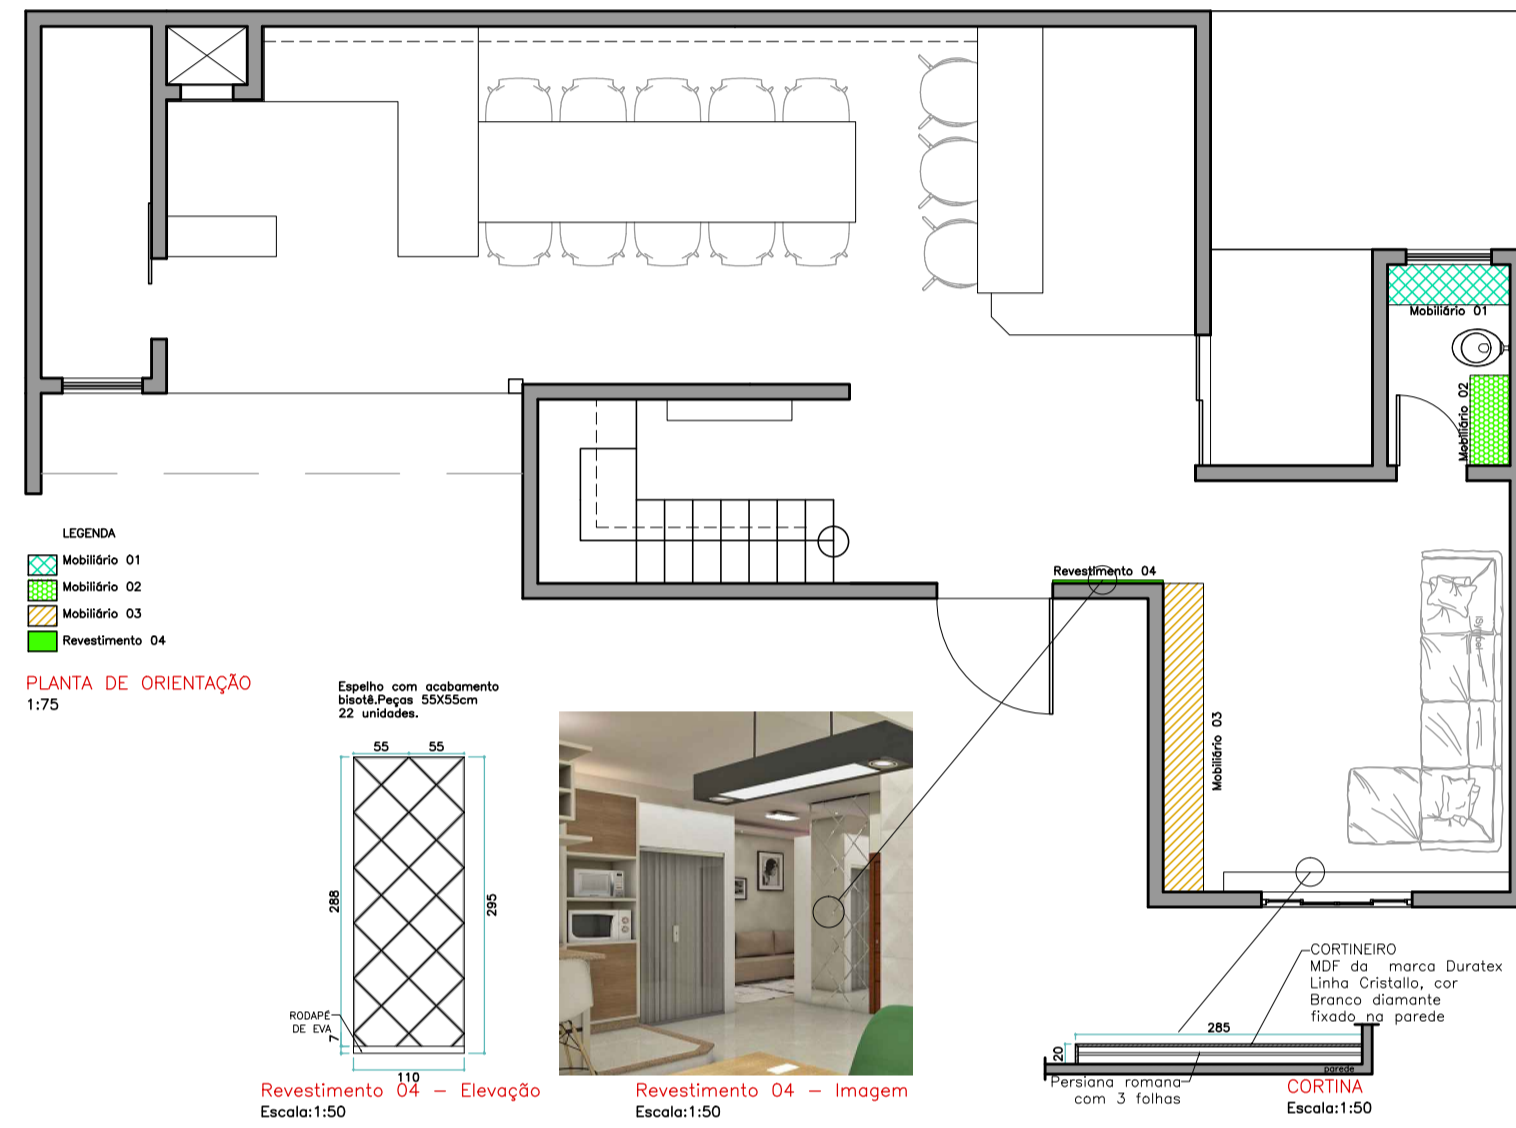 Mobiliário 01
Mobiliário 02
LEGENDA
Mobiliário 01
Mobiliário 02
Mobiliário 03
Revestimento 04
PLANTA DE ORIENTAÇÃO
1:75
Revestimento 04
Mobiliário 03
Espelho com acabamento
bisotê.Peças 55X55cm
22 unidades.
55 55
288
295
RODAPÉ
DE EVA
7
110
Revestimento 04 – Elevação
Escala:1:50
Revestimento 04 – Imagem
Escala:1:50
CORTINEIRO
MDF da marca Duratex
Linha Cristallo, cor
Branco diamante
fixado na parede
285
20
parede
Persiana romana
com 3 folhas
CORTINA
Escala:1:50